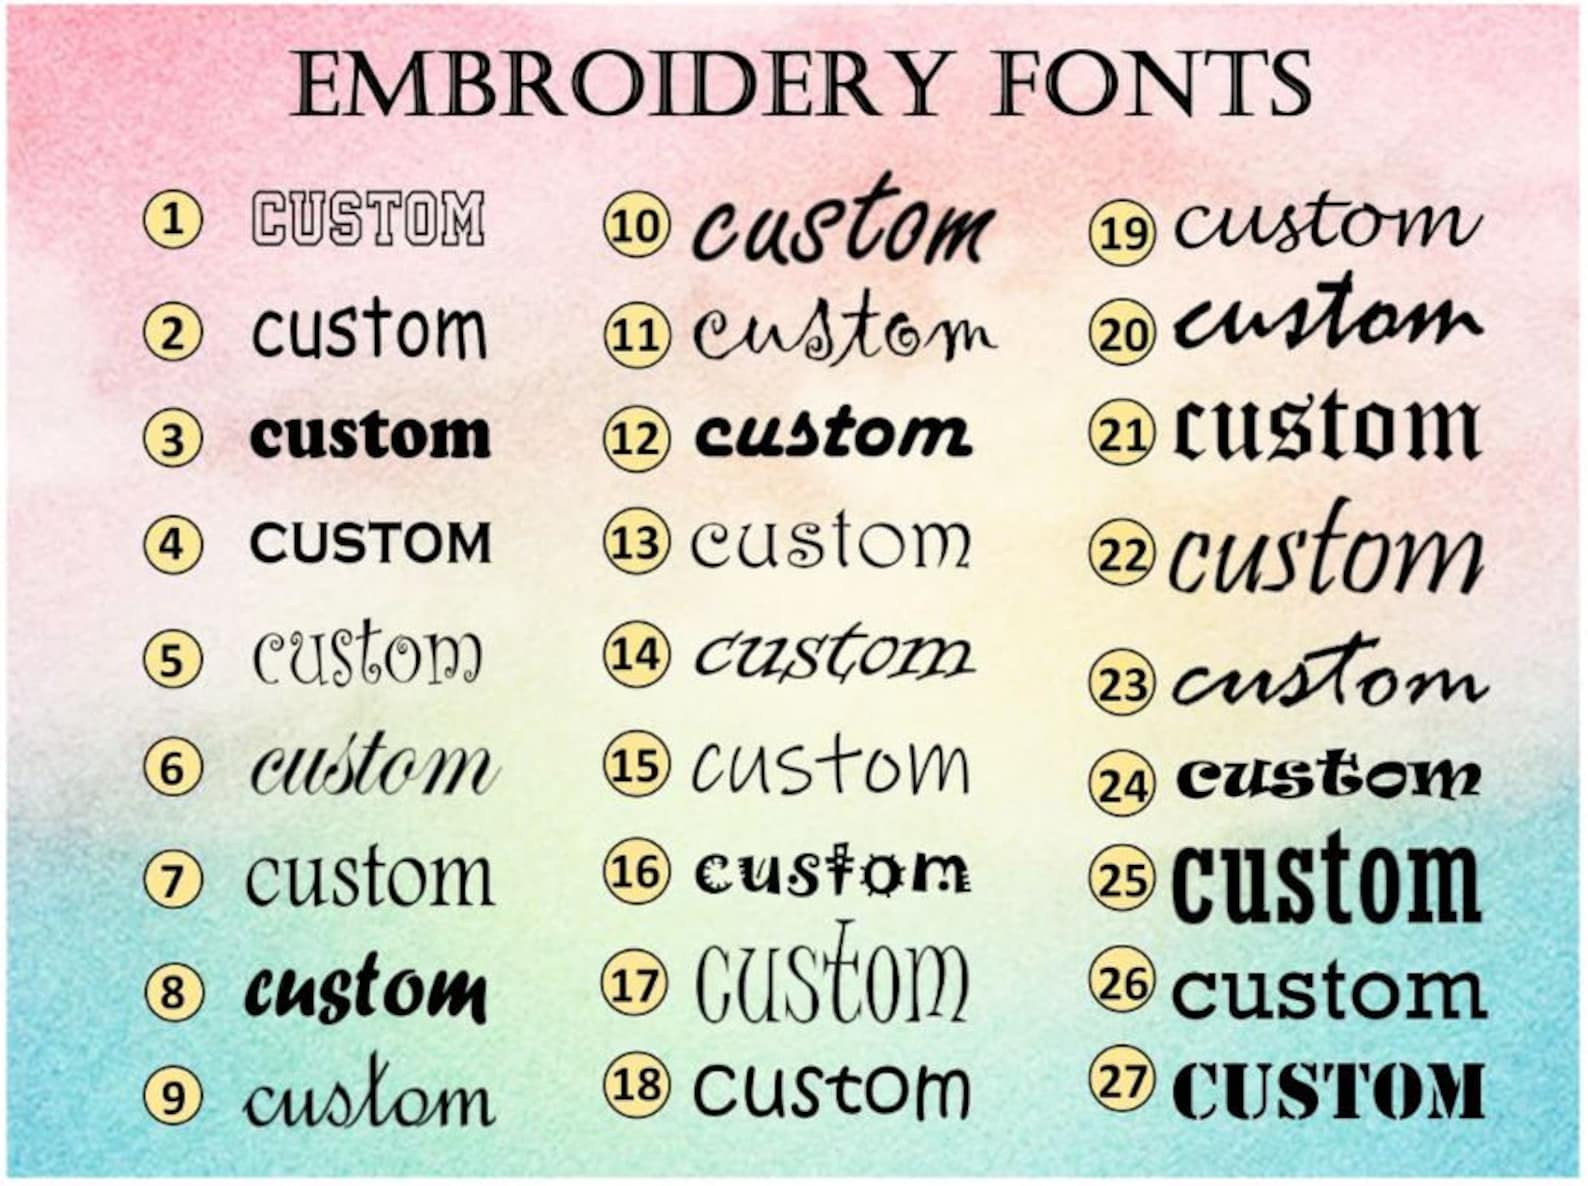 EMBROIDERY FONTS
1 CUSTOM
2 custom
3 custom
4 CUSTOM
5 custom
6 custom
7 custom
8 custom
9 custom
10 custom
11 custom
12 custom
13 custom
14 custom
15 custom
16 custom
17 custom
18 custom
19 custom
20 custom
21 custom
22 custom
23 custom
24 custom
25 custom
26 custom
27 CUSTOM